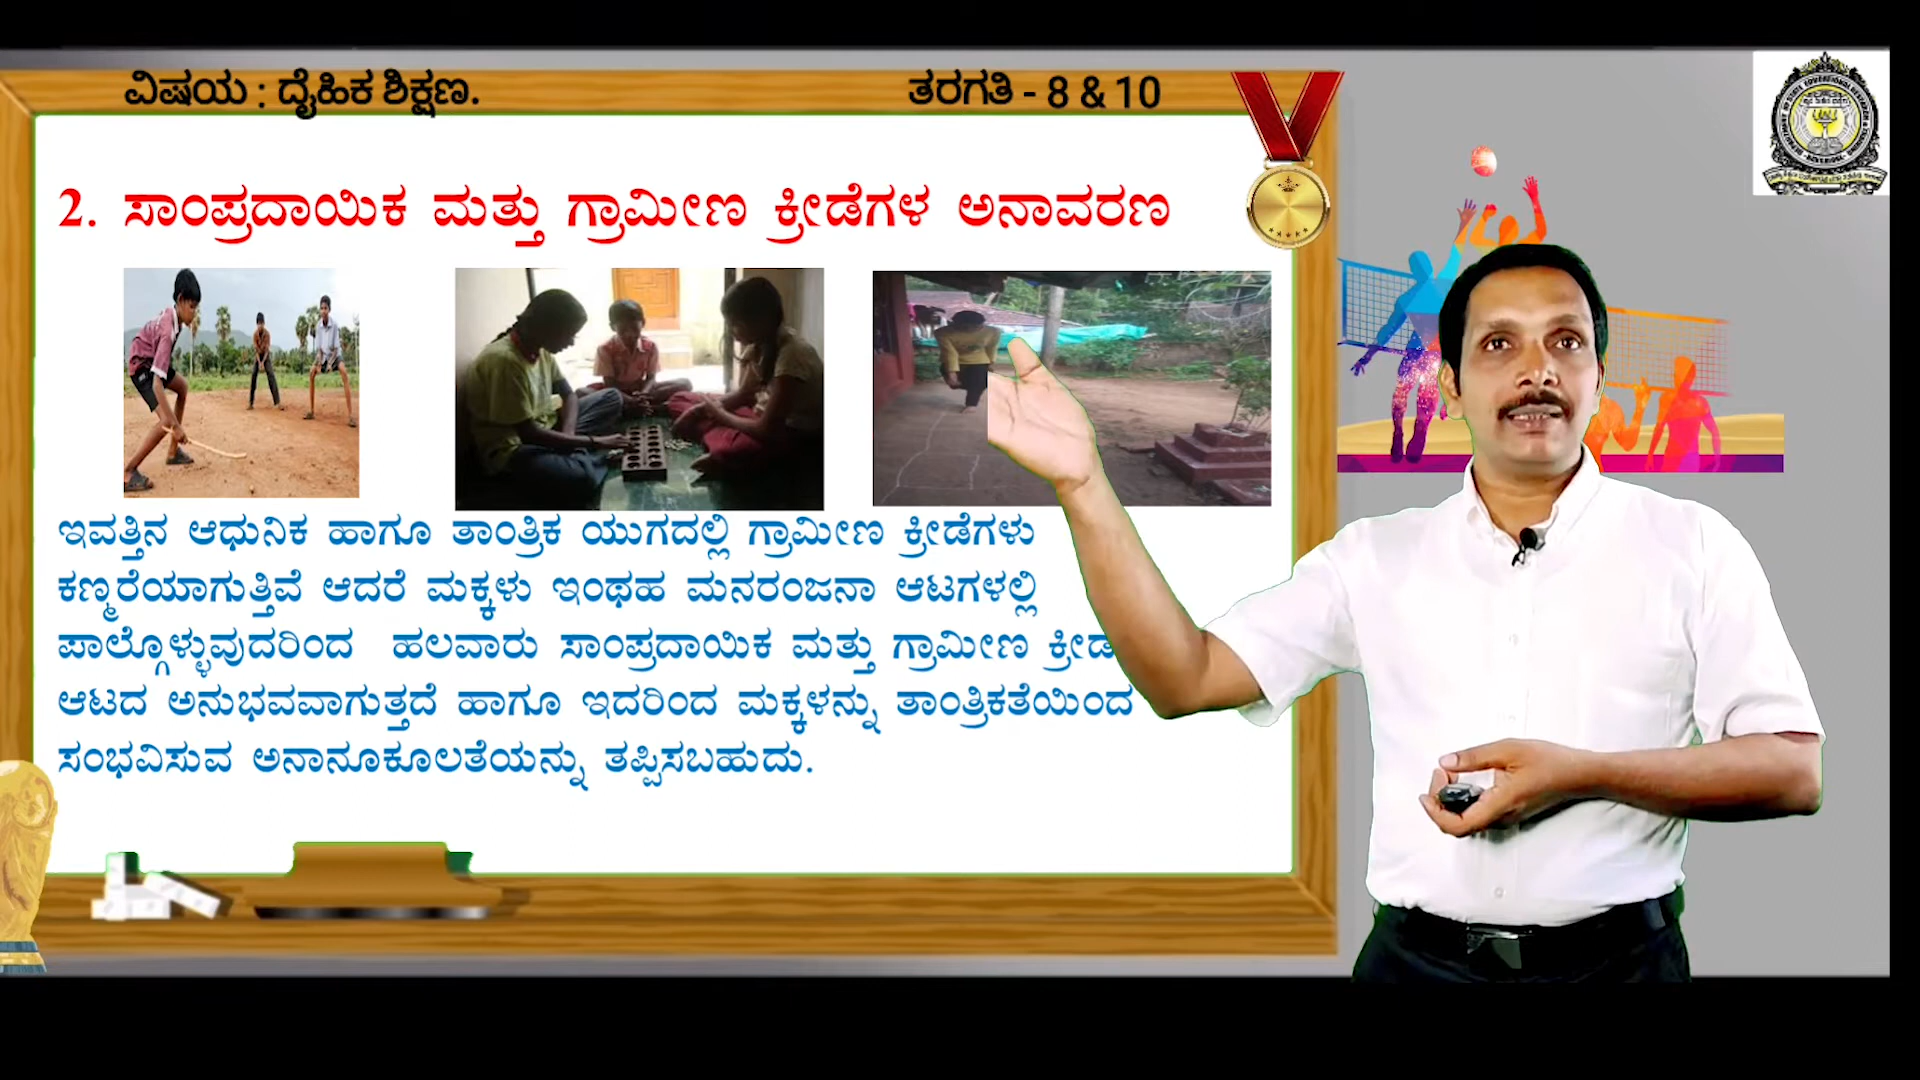 ವಿಷಯ : ದೈಹಿಕ ಶಿಕ್ಷಣ.
ತರಗತಿ - 8 & 10
2. ಸಾಂಪ್ರದಾಯಿಕ ಮತ್ತು ಗ್ರಾಮೀಣ ಕ್ರೀಡೆಗಳ ಅನಾವರಣ
ಇವತ್ತಿನ ಆಧುನಿಕ ಹಾಗೂ ತಾಂತ್ರಿಕ ಯುಗದಲ್ಲಿ ಗ್ರಾಮೀಣ ಕ್ರೀಡೆಗಳು
ಕಣ್ಮರೆಯಾಗುತ್ತಿವೆ ಆದರೆ ಮಕ್ಕಳು ಇಂಥಹ ಮನರಂಜನಾ ಆಟಗಳಲ್ಲಿ
ಪಾಲ್ಗೊಳ್ಳುವುದರಿಂದ ಹಲವಾರು ಸಾಂಪ್ರದಾಯಿಕ ಮತ್ತು ಗ್ರಾಮೀಣ
ಆಟದ ಅನುಭವವಾಗುತ್ತದೆ ಹಾಗೂ ಇದರಿಂದ ಮಕ್ಕಳನ್ನು ತಾಂತ್ರಿಕತೆಯಿಂದ
ಸಂಭವಿಸುವ ಅನಾನೂಕೂಲತೆಯನ್ನು ತಪ್ಪಿಸಬಹುದು.